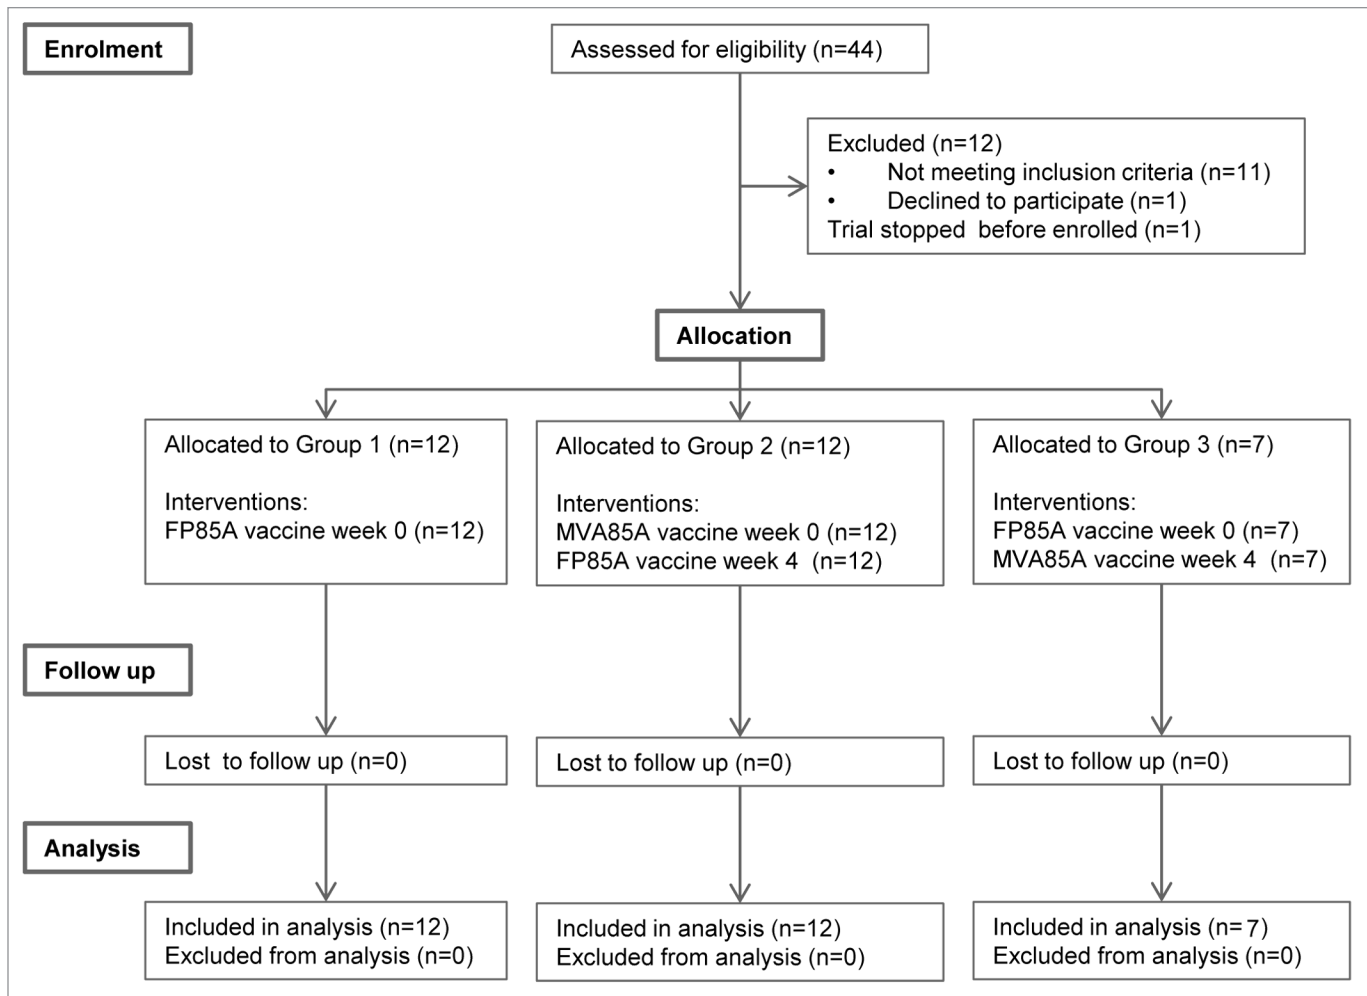 Enrolment
Assessed for eligibility (n=44)
Excluded (n=12)
• Not meeting inclusion criteria (n=11)
• Declined to participate (n=1)
Trial stopped before enrolled (n=1)
Allocation
Allocated to Group 1 (n=12)
Interventions:
FP85A vaccine week 0 (n=12)
Allocated to Group 2 (n=12)
Interventions:
MVA85A vaccine week 0 (n=12)
FP85A vaccine week 4 (n=12)
Allocated to Group 3 (n=7)
Interventions:
FP85A vaccine week 0 (n=7)
MVA85A vaccine week 4 (n=7)
Follow up
Lost to follow up (n=0)
Lost to follow up (n=0)
Lost to follow up (n=0)
Analysis
Included in analysis (n=12)
Excluded from analysis (n=0)
Included in analysis (n=12)
Excluded from analysis (n=0)
Included in analysis (n=7)
Excluded from analysis (n=0)